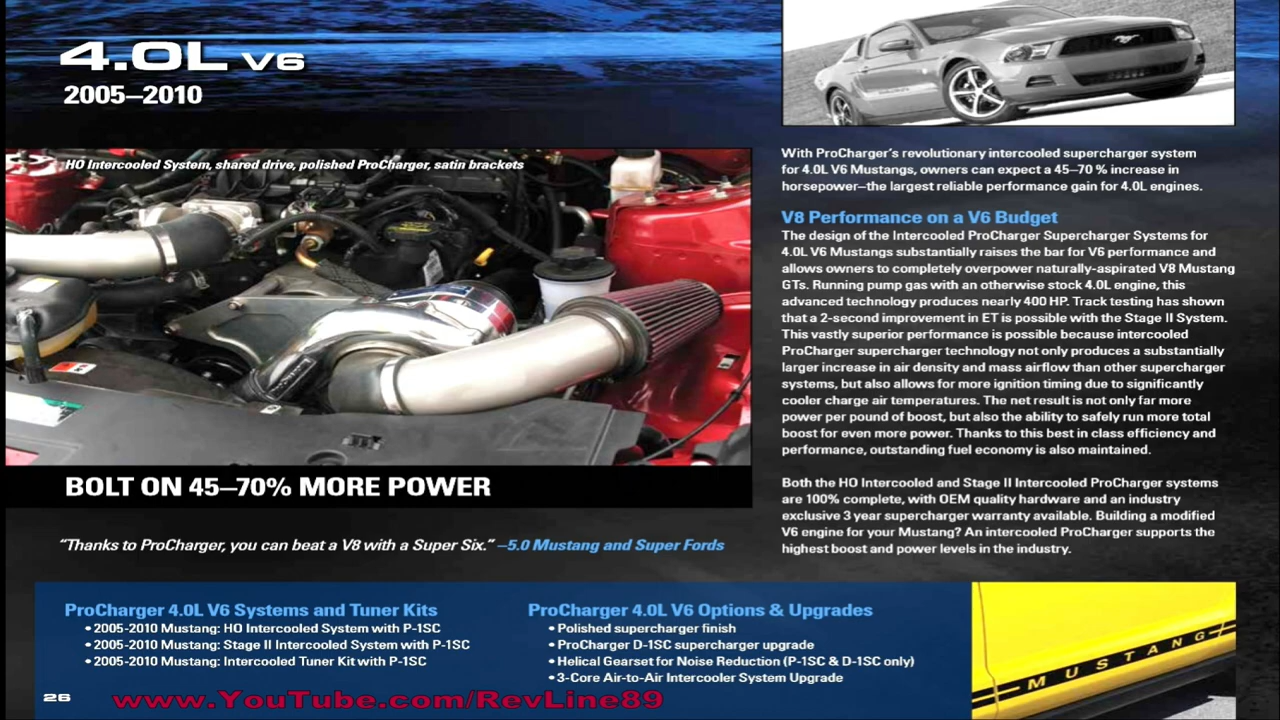 4.0L V6
2005–2010
HO Intercooled System, shared drive, polished ProCharger, satin brackets
BOLT ON 45–70% MORE POWER
“Thanks to ProCharger, you can beat a V8 with a Super Six.” –5.0 Mustang and Super Fords
With ProCharger's revolutionary intercooled supercharger system
for 4.0L V6 Mustangs, owners can expect a 45–70 % increase in
horsepower—the largest reliable performance gain for 4.0L engines.
V8 Performance on a V6 Budget
The design of the Intercooled ProCharger Supercharger Systems for
4.0L V6 Mustangs substantially raises the bar for V6 performance and
allows owners to completely overpower naturally-aspirated V8 Mustang
GTs. Running pump gas with an otherwise stock 4.0L engine, this
advanced technology produces nearly 400 HP. Track testing has shown
that a 2-second improvement in ET is possible with the Stage II System.
This vastly superior performance is possible because intercooled
ProCharger supercharger technology not only produces a substantially
larger increase in air density and mass airflow than other supercharger
systems, but also allows for more ignition timing due to significantly
cooler charge air temperatures. The net result is not only far more
power per pound of boost, but also the ability to safely run more total
boost for even more power. Thanks to this best in class efficiency and
performance, outstanding fuel economy is also maintained.
Both the HO Intercooled and Stage II Intercooled ProCharger systems
are 100% complete, with OEM quality hardware and an industry
exclusive 3 year supercharger warranty available. Building a modified
V6 engine for your Mustang? An intercooled ProCharger supports the
highest boost and power levels in the industry.
ProCharger 4.0L V6 Systems and Tuner Kits
• 2005-2010 Mustang: HO Intercooled System with P-1SC
• 2005-2010 Mustang: Stage II Intercooled System with P-1SC
• 2005-2010 Mustang: Intercooled Tuner Kit with P-1SC
ProCharger 4.0L V6 Options & Upgrades
• Polished supercharger finish
• ProCharger D-1SC supercharger upgrade
• Helical Gearset for Noise Reduction (P-1SC & D-1SC only)
• 3-Core Air-to-Air Intercooler System Upgrade
MUSTANG
26
www.YouTube.com/RevLine89